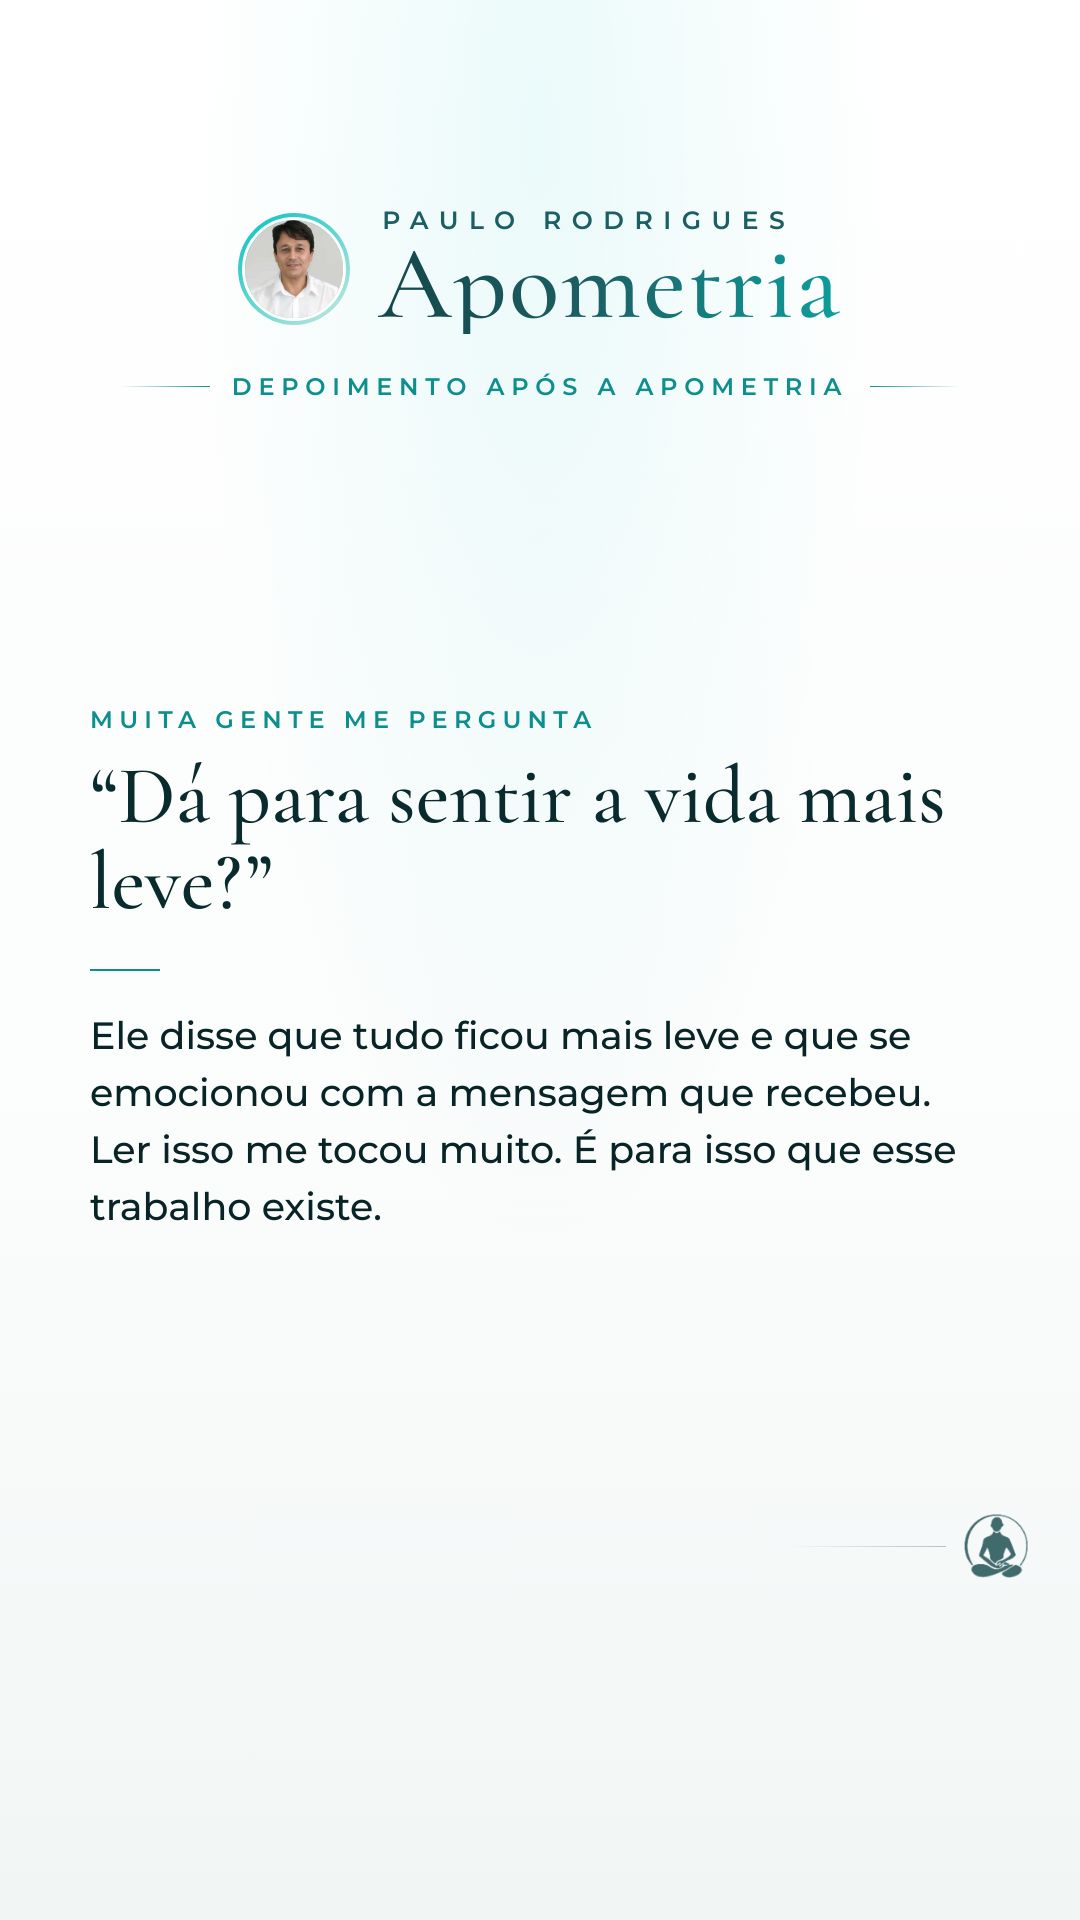 PAULO RODRIGUES
Apometria
DEPOIMENTO APÓS A APOMETRIA
MUITA GENTE ME PERGUNTA
“Dá para sentir a vida mais
leve?”
Ele disse que tudo ficou mais leve e que se
emocionou com a mensagem que recebeu.
Ler isso me tocou muito. É para isso que esse
trabalho existe.